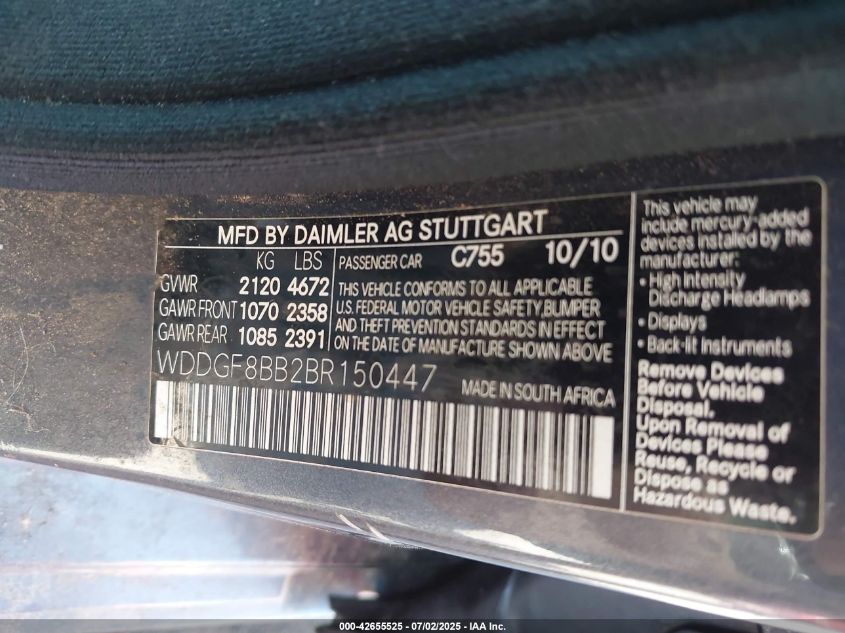 MFD BY DAIMLER AG STUTTGART
KG LBS
GVWR 2120 4672
GAWR FRONT 1070 2358
GAWR REAR 1085 2391
PASSENGER CAR C755 10/10
THIS VEHICLE CONFORMS TO ALL APPLICABLE
U.S. FEDERAL MOTOR VEHICLE SAFETY, BUMPER
AND THEFT PREVENTION STANDARDS IN EFFECT
ON THE DATE OF MANUFACTURE SHOWN ABOVE
WDDGF8BB2BR150447 MADE IN SOUTH AFRICA
This vehicle may
include mercury-added
devices installed by the
manufacturer:
• High Intensity
Discharge Headlamps
• Displays
• Back-lit Instruments
Remove Devices
Before Vehicle
Disposal.
Upon Removal of
Devices Please
Reuse, Recycle or
Dispose as
Hazardous Waste.
000-42655525 - 07/02/2025 - IAA Inc.